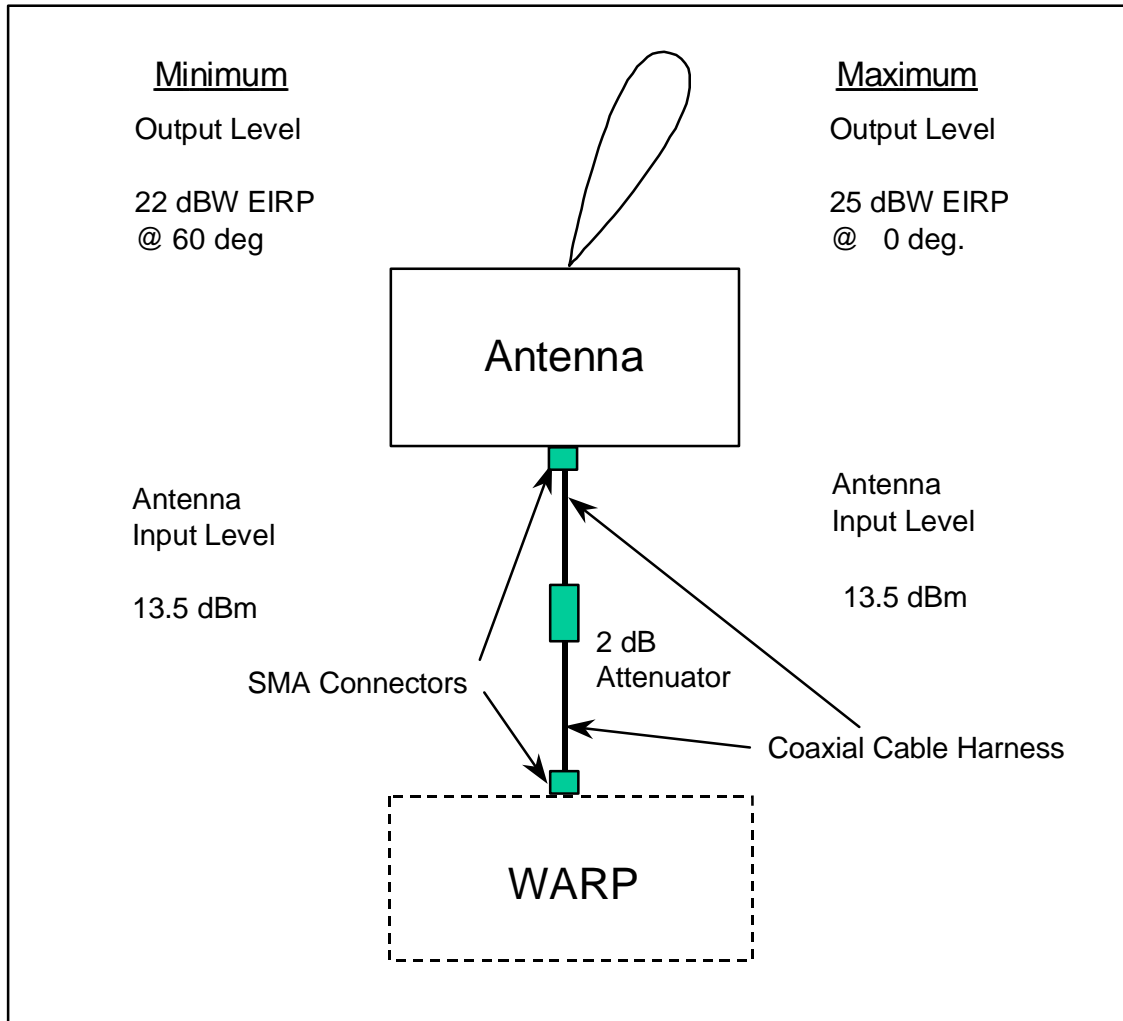 Minimum
Output Level
22 dBW EIRP
@ 60 deg
Maximum
Output Level
25 dBW EIRP
@ 0 deg.
Antenna
Antenna
Input Level
13.5 dBm
Antenna
Input Level
13.5 dBm
2 dB
Attenuator
SMA Connectors
Coaxial Cable Harness
WARP